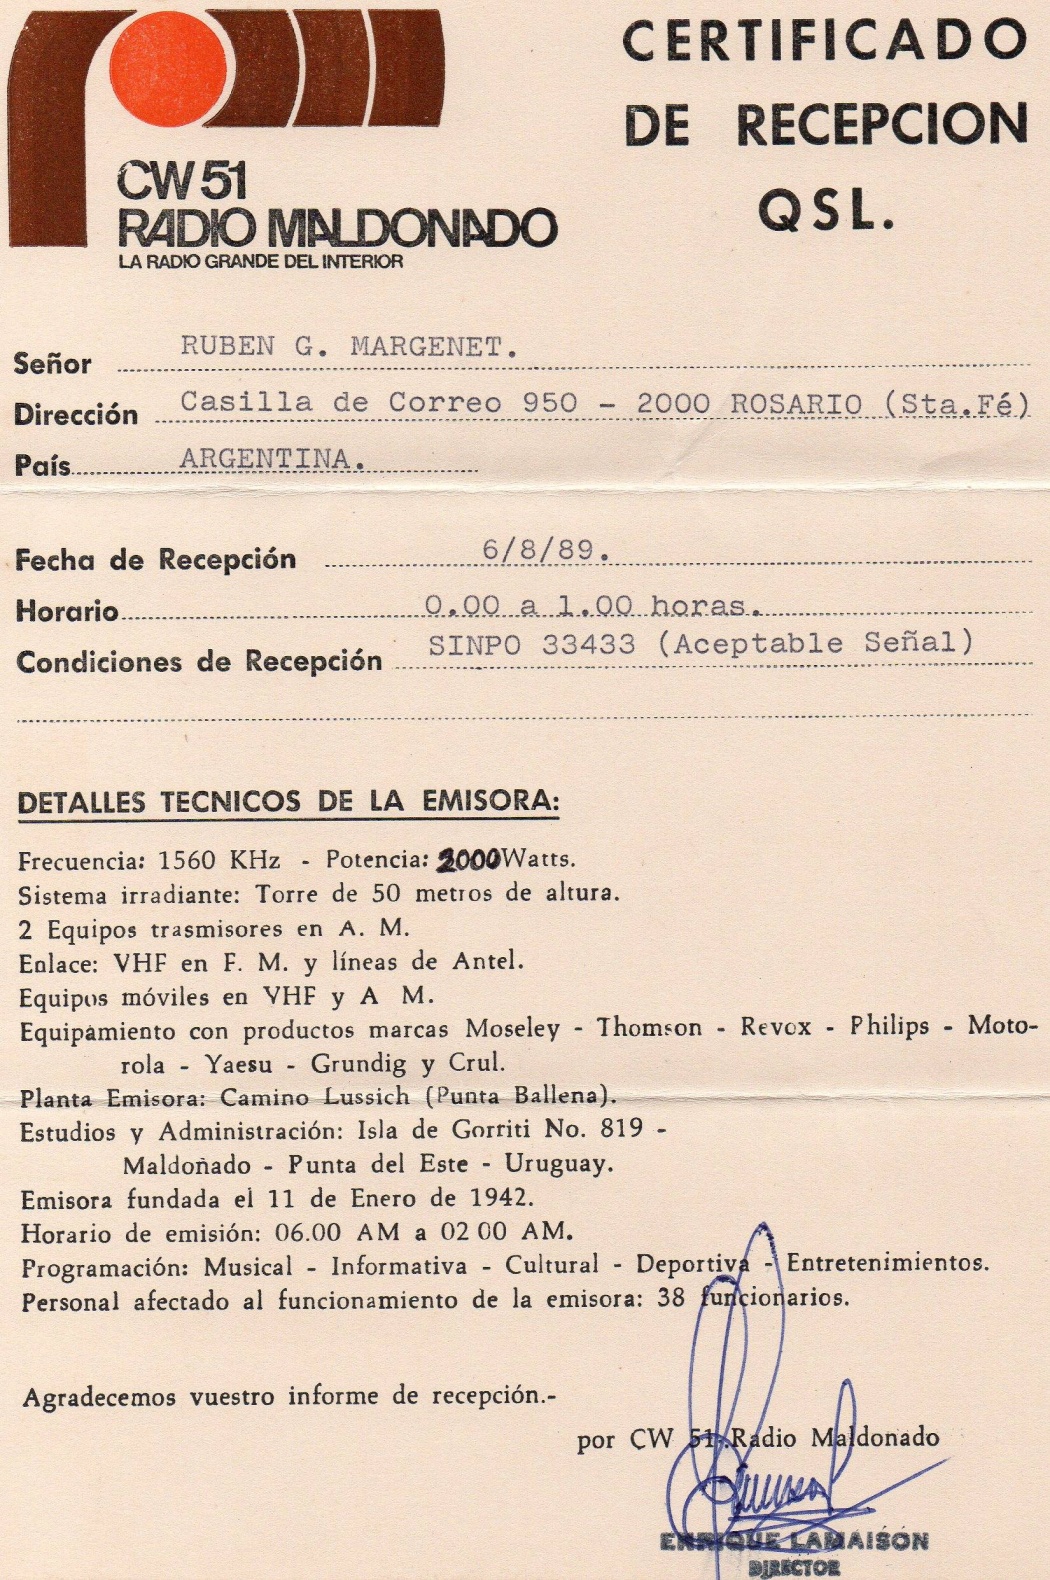 CERTIFICADO
DE RECEPCION
QSL.
CW 51
RADIO MALDONADO
LA RADIO GRANDE DEL INTERIOR
Señor RUBEN G. MARGENET.
Dirección Casilla de Correo 950 - 2000 ROSARIO (Sta.Fé)
País ARGENTINA.
Fecha de Recepción 6/8/89.
Horario 0.00 a 1.00 horas.
Condiciones de Recepción SINPO 33433 (Aceptable Señal)
DETALLES TECNICOS DE LA EMISORA:
Frecuencia: 1560 KHz - Potencia: 2000 Watts.
Sistema irradiante: Torre de 50 metros de altura.
2 Equipos trasmisores en A. M.
Enlace: VHF en F. M. y líneas de Antel.
Equipos móviles en VHF y A M.
Equipamiento con productos marcas Moseley - Thomson - Revox - Philips - Moto-
rola - Yaesu - Grundig y Crul.
Planta Emisora: Camino Lussich (Punta Ballena).
Estudios y Administración: Isla de Gorriti No. 819 -
Maldonado - Punta del Este - Uruguay.
Emisora fundada el 11 de Enero de 1942.
Horario de emisión: 06.00 AM a 02 00 AM.
Programación: Musical - Informativa - Cultural - Deportiva - Entretenimientos.
Personal afectado al funcionamiento de la emisora: 38 funcionarios.
Agradecemos vuestro informe de recepción.-
por CW 51-Radio Maldonado
ENRIQUE LAMAISON
DIRECTOR